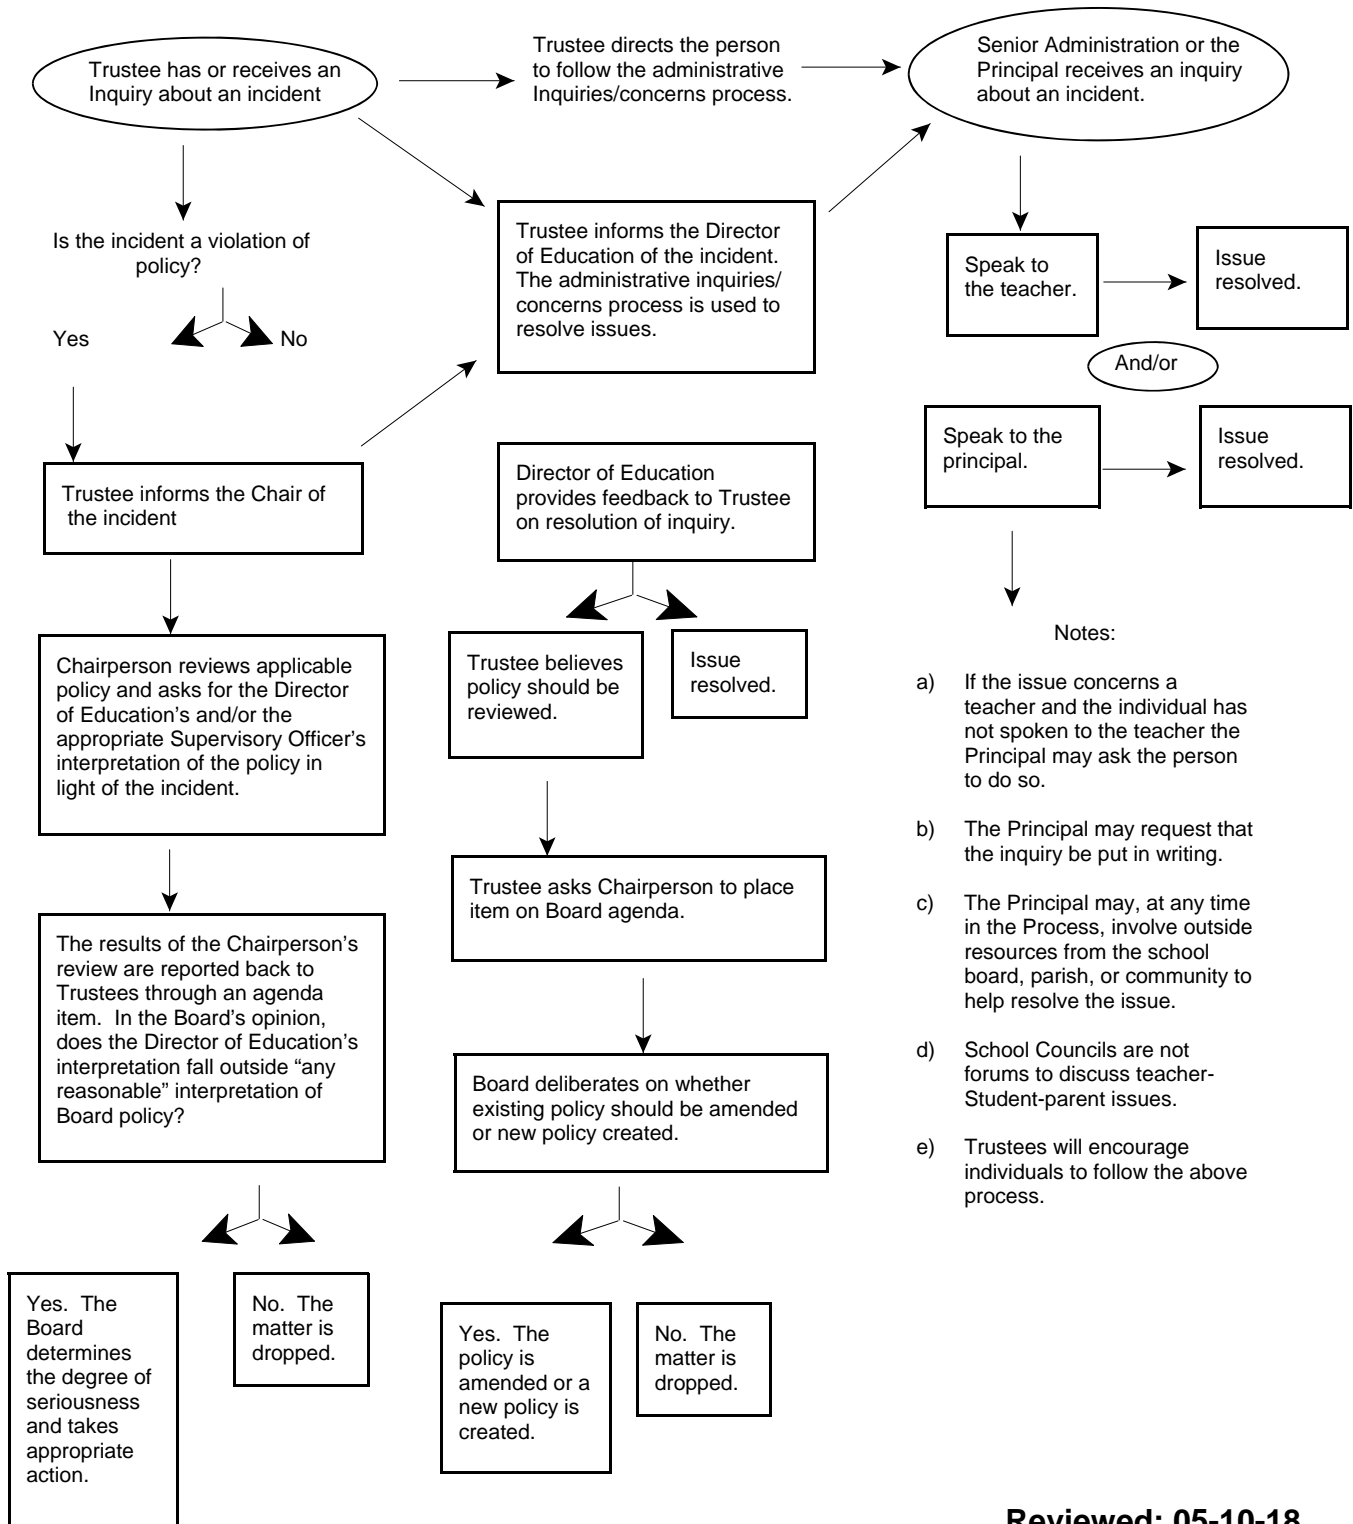 Trustee has or receives an
Inquiry about an incident
Trustee directs the person
to follow the administrative
Inquiries/concerns process.
Senior Administration or the
Principal receives an inquiry
about an incident.
Is the incident a violation of
policy?
Yes
No
Trustee informs the Director
of Education of the incident.
The administrative inquiries/
concerns process is used to
resolve issues.
Speak to
the teacher.
Issue
resolved.
And/or
Speak to the
principal.
Issue
resolved.
Trustee informs the Chair of
the incident
Director of Education
provides feedback to Trustee
on resolution of inquiry.
Chairperson reviews applicable
policy and asks for the Director
of Education’s and/or the
appropriate Supervisory Officer’s
interpretation of the policy in
light of the incident.
Trustee believes
policy should be
reviewed.
Issue
resolved.
Trustee asks Chairperson to place
item on Board agenda.
The results of the Chairperson’s
review are reported back to
Trustees through an agenda
item.  In the Board’s opinion,
does the Director of Education’s
interpretation fall outside “any
reasonable” interpretation of
Board policy?
Board deliberates on whether
existing policy should be amended
or new policy created.
Yes.  The
Board
determines
the degree of
seriousness
and takes
appropriate
action.
No.  The
matter is
dropped.
Yes.  The
policy is
amended or a
new policy is
created.
No.  The
matter is
dropped.
Notes:
a) If the issue concerns a
teacher and the individual has
not spoken to the teacher the
Principal may ask the person
to do so.
b) The Principal may request that
the inquiry be put in writing.
c) The Principal may, at any time
in the Process, involve outside
resources from the school
board, parish, or community to
help resolve the issue.
d) School Councils are not
forums to discuss teacher-
Student-parent issues.
e) Trustees will encourage
individuals to follow the above
process.
Reviewed: 05-10-18